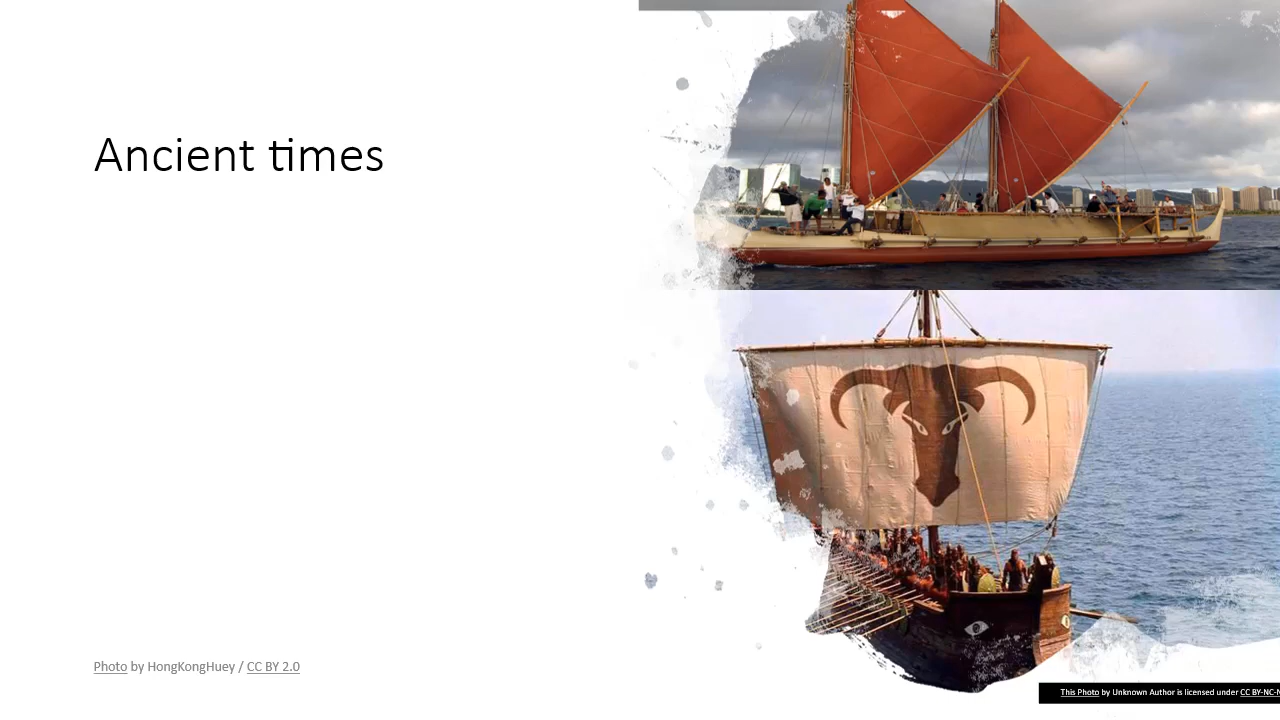 Ancient times
Photo by HongKongHuey / CC BY 2.0
This Photo by Unknown Author is licensed under CC BY-NC-N